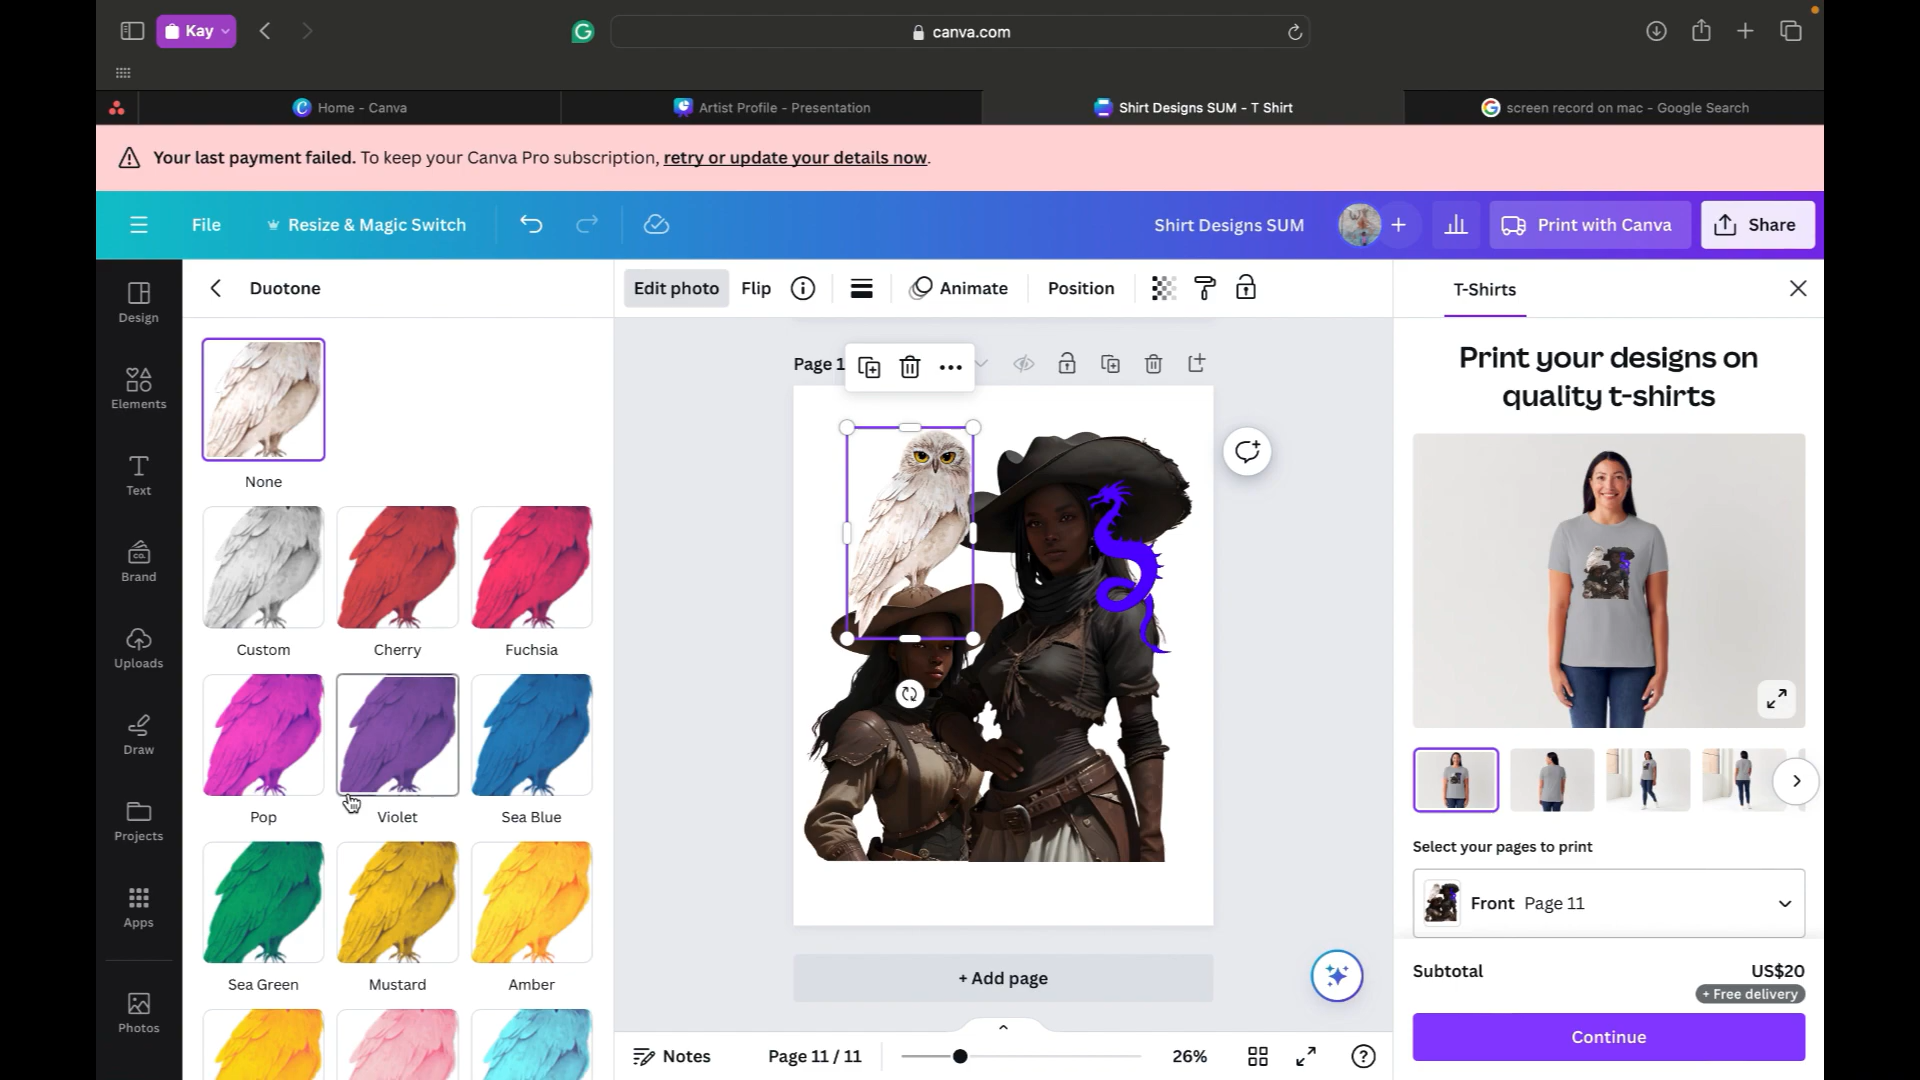 Kay
canva.com
Home - Canva
Artist Profile - Presentation
Shirt Designs SUM - T Shirt
screen record on mac - Google Search
Your last payment failed. To keep your Canva Pro subscription, retry or update your details now.
File
Resize & Magic Switch
Shirt Designs SUM
Print with Canva
Share
Design
Elements
Text
Brand
Uploads
Draw
Projects
Apps
Photos
Duotone
None
Custom
Cherry
Fuchsia
Pop
Violet
Sea Blue
Sea Green
Mustard
Amber
Edit photo
Flip
Animate
Position
Page 1
+ Add page
Notes
Page 11 / 11
26%
T-Shirts
Print your designs on
quality t-shirts
Select your pages to print
Front Page 11
Subtotal
US$20
+ Free delivery
Continue